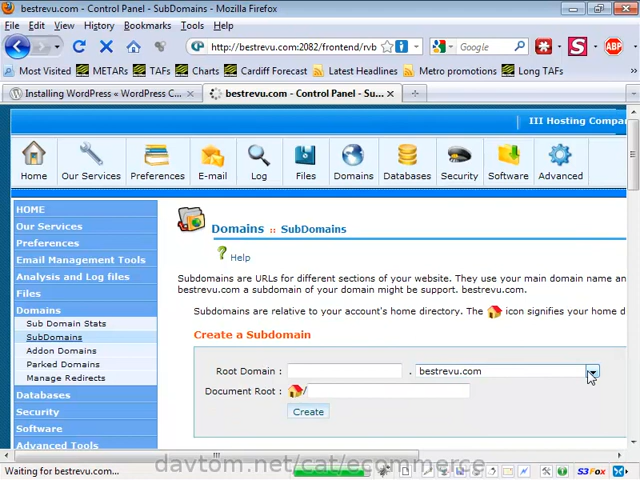 bestrevu.com - Control Panel - SubDomains - Mozilla Firefox
File Edit View History Bookmarks Tools Help
http://bestrevu.com:2082/frontend/rvb
Google
Most Visited METARs TAFs Charts Cardiff Forecast Latest Headlines Metro promotions Long TAFs
Installing WordPress « WordPress C... bestrevu.com - Control Panel - Su...
III Hosting Compa
Home Our Services Preferences E-mail Log Files Domains Databases Security Software Advanced
HOME
Our Services
Preferences
Email Management Tools
Analysis and Log files
Files
Domains
Sub Domain Stats
SubDomains
Addon Domains
Parked Domains
Manage Redirects
Databases
Security
Software
Advanced Tools
Domains :: SubDomains
Help
Subdomains are URLs for different sections of your website. They use your main domain name an
bestrevu.com a subdomain of your domain might be support. bestrevu.com.
Subdomains are relative to your account's home directory. The icon signifies your home d
Create a Subdomain
Root Domain : . bestrevu.com
Document Root : /
Create
Waiting for bestrevu.com...
S3Fox
ABP
davtom.net/cat/ecommerce